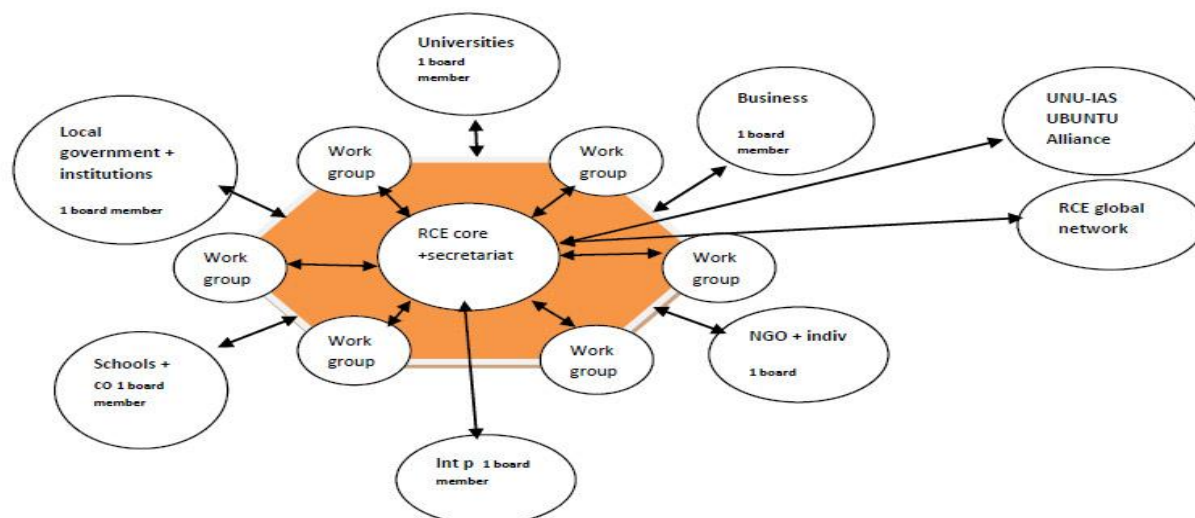 Universities
1 board
member
Business
1 board
member
UNU-IAS
UBUNTU
Alliance
Local
government +
institutions
1 board member
Work
group
Work
group
RCE global
network
RCE core
+secretariat
Work
group
Work
group
Work
group
Work
group
NGO + indiv
1 board
Schools +
CO 1 board
member
Int p 1 board
member